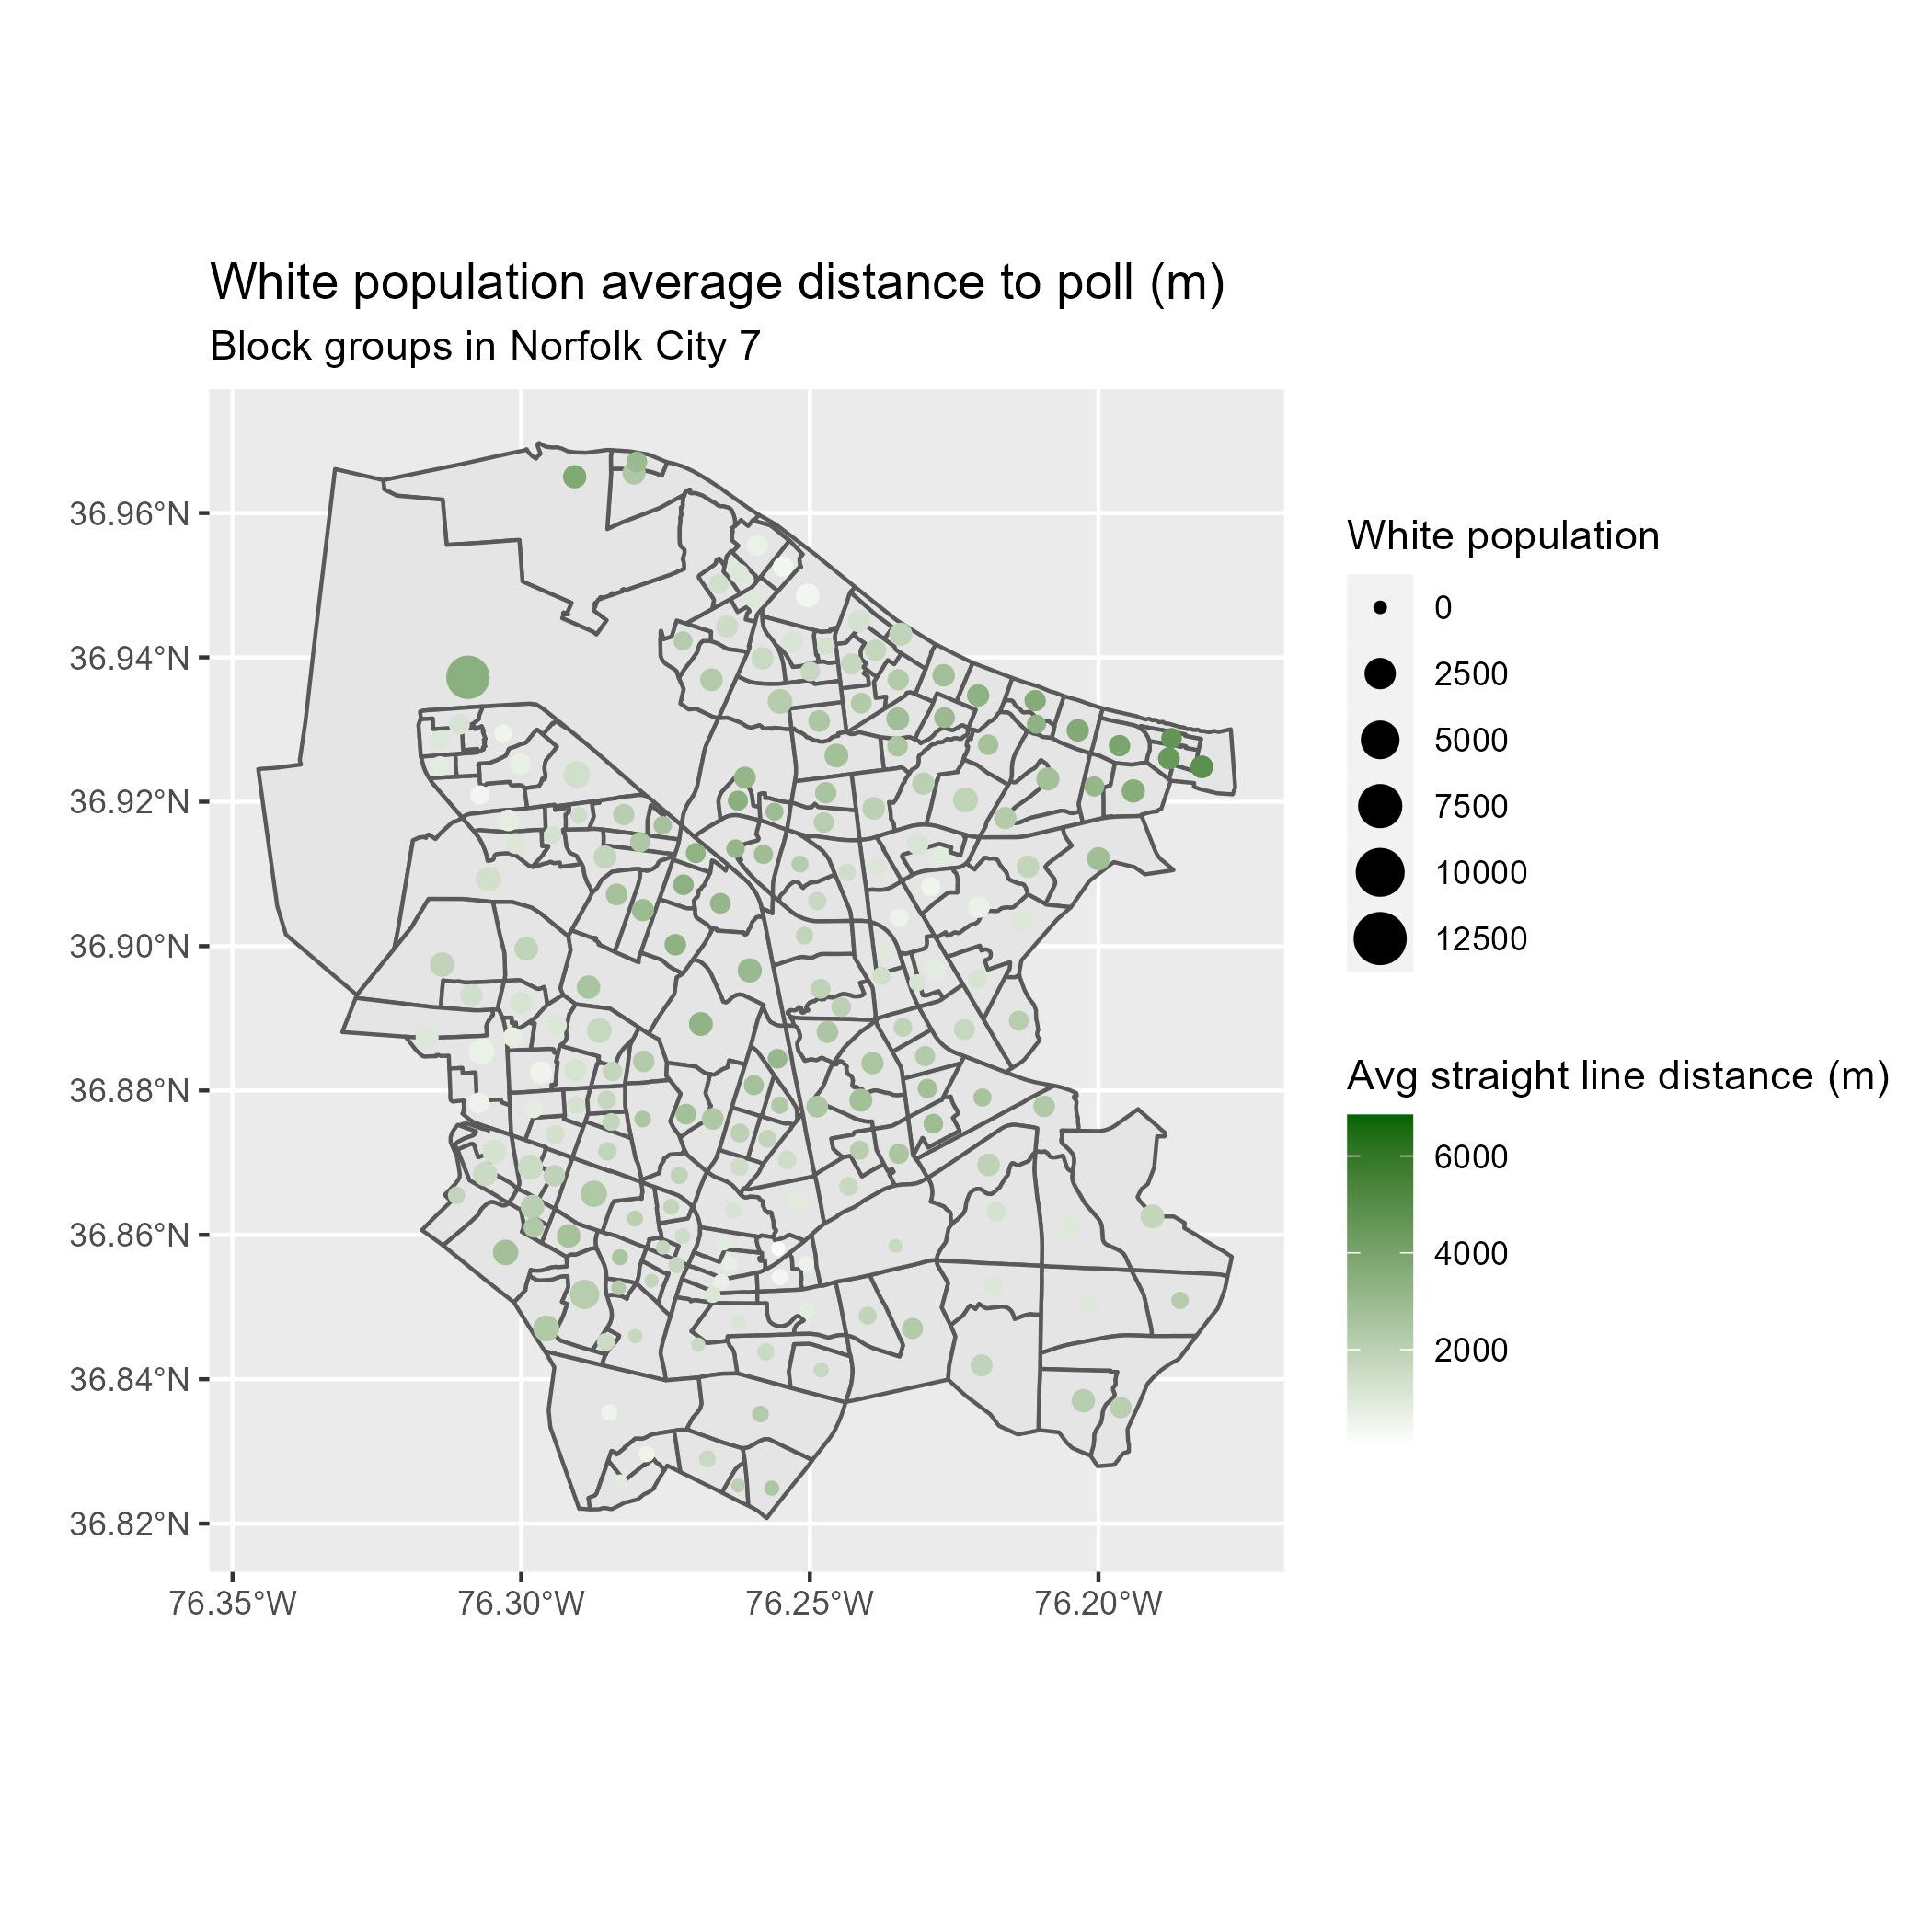 White population average distance to poll (m)
Block groups in Norfolk City 7
36.96°N
36.94°N
36.92°N
36.90°N
36.88°N
36.86°N
36.84°N
36.82°N
76.35°W
76.30°W
76.25°W
76.20°W
White population
0
2500
5000
7500
10000
12500
Avg straight line distance (m)
6000
4000
2000